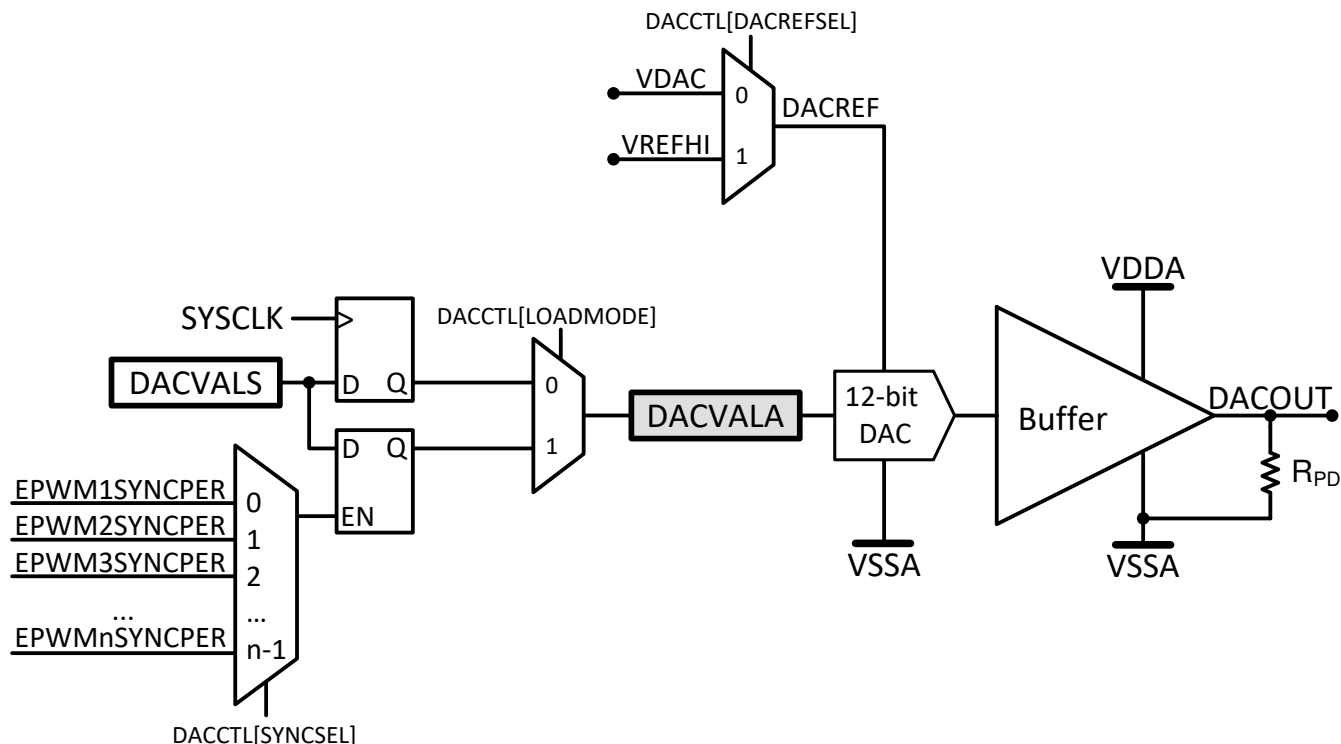 DACCTL[DACREFSEL]
VDAC
0
DACREF
VREFHI
1
VDDA
SYSCLK
>
DACCTL[LOADMODE]
DACVALS
D
Q
0
DACVALA
12-bit
DAC
Buffer
DACOUT
1
D
Q
RPD
EN
EPWM1SYNCPER
0
EPWM2SYNCPER
1
EPWM3SYNCPER
2
VSSA
VSSA
...
...
EPWMnSYNCPER
n-1
DACCTL[SYNCSEL]